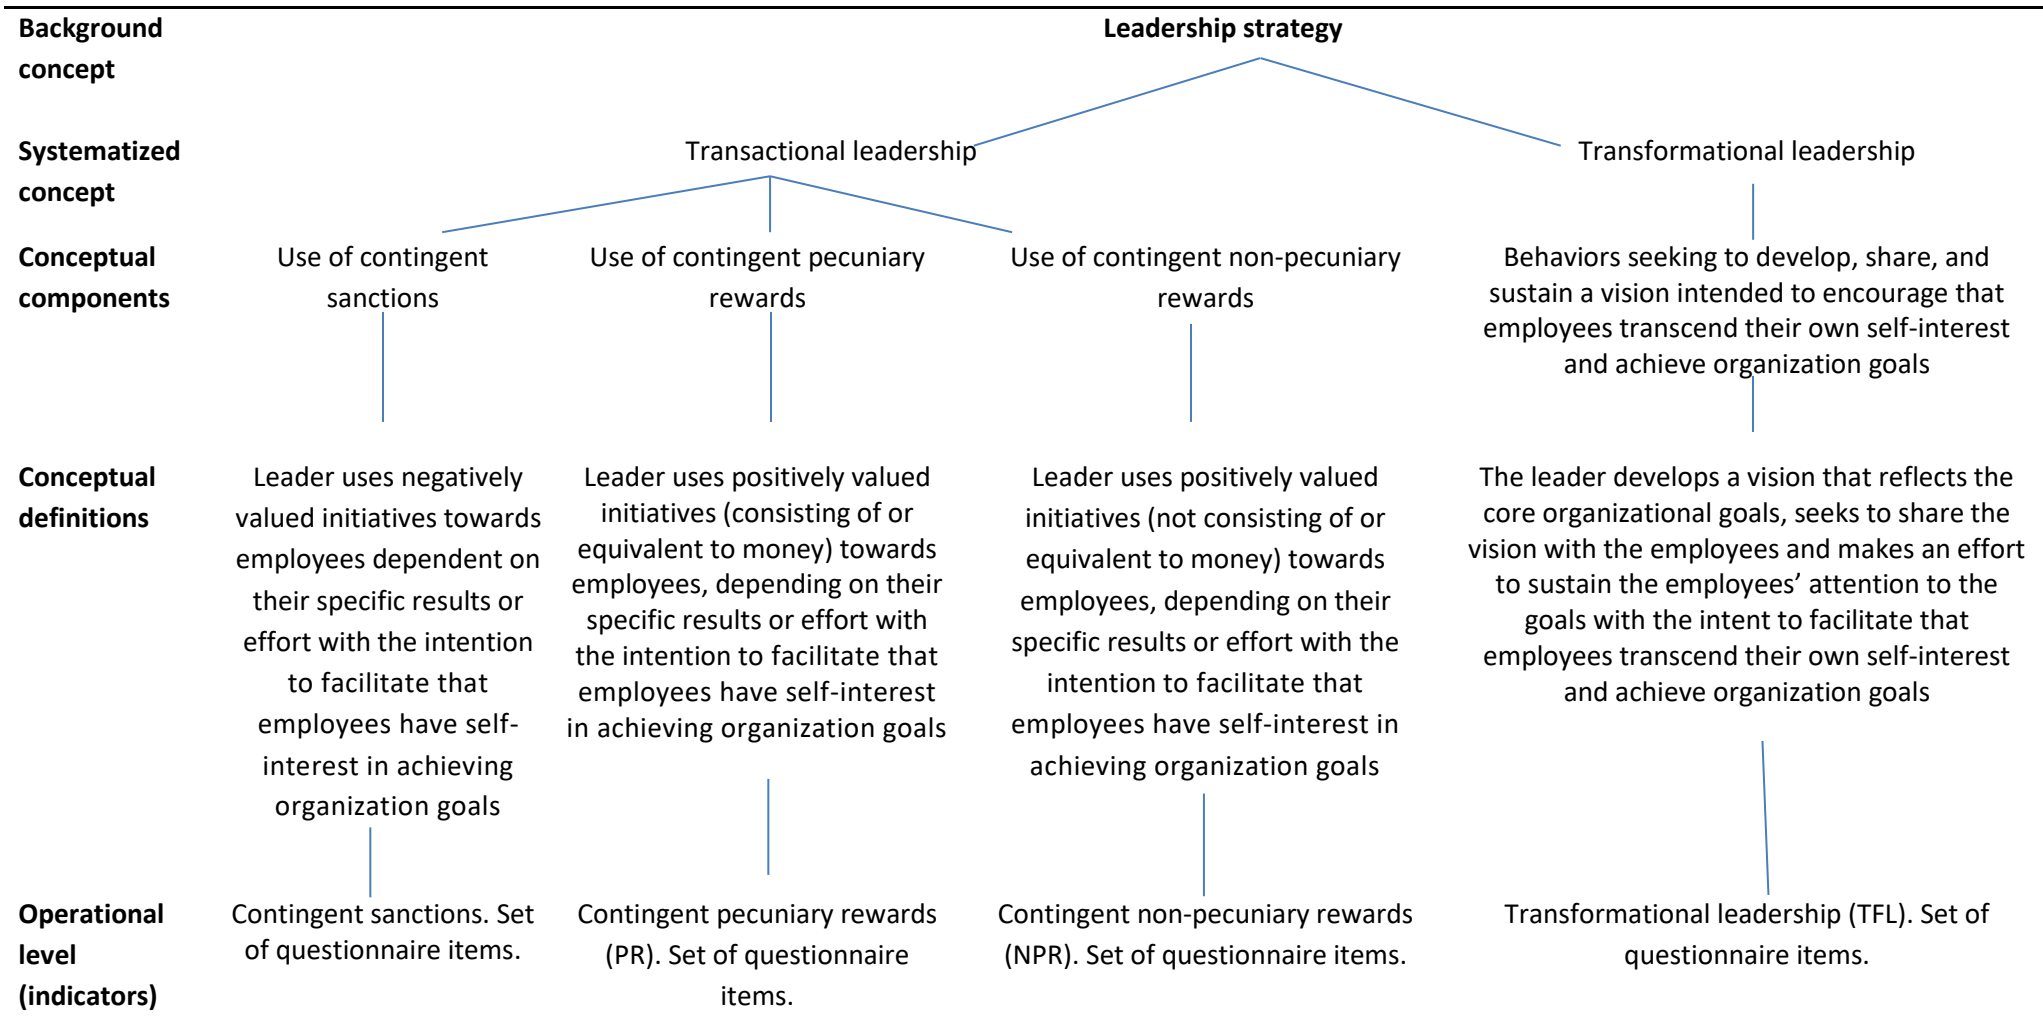 Background
concept
Leadership strategy
Systematized
concept
Transactional leadership
Transformational leadership
Conceptual
components
Use of contingent
sanctions
Use of contingent pecuniary
rewards
Use of contingent non-pecuniary
rewards
Behaviors seeking to develop, share, and
sustain a vision intended to encourage that
employees transcend their own self-interest
and achieve organization goals
Conceptual
definitions
Leader uses negatively
valued initiatives towards
employees dependent on
their specific results or
effort with the intention
to facilitate that
employees have self-
interest in achieving
organization goals
Leader uses positively valued
initiatives (consisting of or
equivalent to money) towards
employees, depending on their
specific results or effort with
the intention to facilitate that
employees have self-interest
in achieving organization goals
Leader uses positively valued
initiatives (not consisting of or
equivalent to money) towards
employees, depending on their
specific results or effort with the
intention to facilitate that
employees have self-interest in
achieving organization goals
The leader develops a vision that reflects the
core organizational goals, seeks to share the
vision with the employees and makes an effort
to sustain the employees’ attention to the
goals with the intent to facilitate that
employees transcend their own self-interest
and achieve organization goals
Operational
level
(indicators)
Contingent sanctions. Set
of questionnaire items.
Contingent pecuniary rewards
(PR). Set of questionnaire
items.
Contingent non-pecuniary rewards
(NPR). Set of questionnaire items.
Transformational leadership (TFL). Set of
questionnaire items.